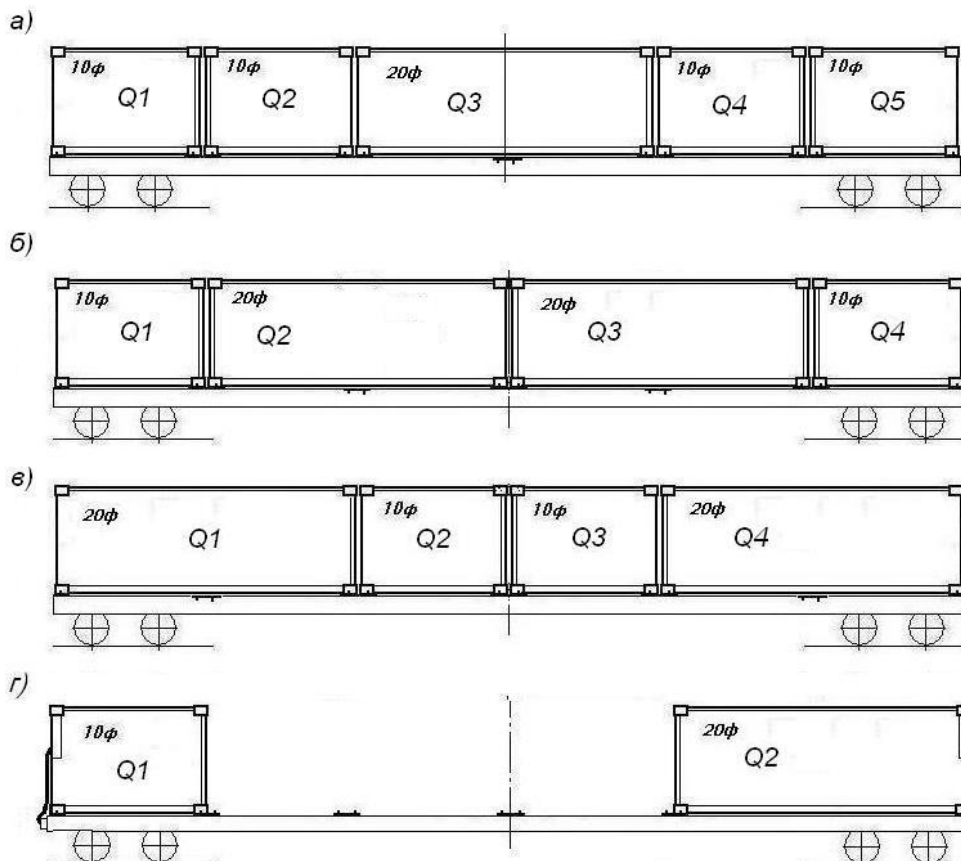 а)
10ф 10ф 20ф 10ф 10ф
Q1 Q2 Q3 Q4 Q5
б)
10ф 20ф 20ф 10ф
Q1 Q2 Q3 Q4
в)
20ф 10ф 10ф 20ф
Q1 Q2 Q3 Q4
г)
10ф 20ф
Q1 Q2